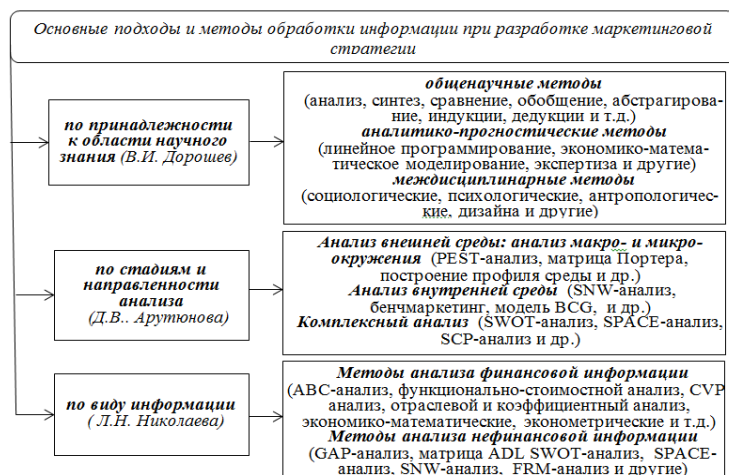 Основные подходы и методы обработки информации при разработке маркетинговой
стратегии
по принадлежности
к области научного
знания (В.И. Дорошев)
общенаучные методы
(анализ, синтез, сравнение, обобщение, абстрагирова-
ние, индукции, дедукции и т.д.)
аналитико-прогностические методы
(линейное программирование, экономико-матема-
тическое моделирование, экспертиза и другие)
междисциплинарные методы
(социологические, психологические, антропологичес-
кие, дизайна и другие)
по стадиям и
направленности
анализа
(Д.В.. Арутюнова)
Анализ внешней среды: анализ макро- и микро-
окружения (PEST-анализ, матрица Портера,
построение профиля среды и др.)
Анализ внутренней среды (SNW-анализ,
бенчмаркетинг, модель BCG, и др.)
Комплексный анализ (SWOT-анализ, SPACE-анализ,
SCP-анализ и др.)
по виду информации
( Л.Н. Николаева)
Методы анализа финансовой информации
(ABC-анализ, функционально-стоимостной анализ, CVP
анализ, отраслевой и коэффициентный анализ,
экономико-математические, эконометрические и т.д.)
Методы анализа нефинансовой информации
(GAP-анализ, матрица ADL SWOT-анализ, SPACE-
анализ, SNW-анализ, FRM-анализ и другие)